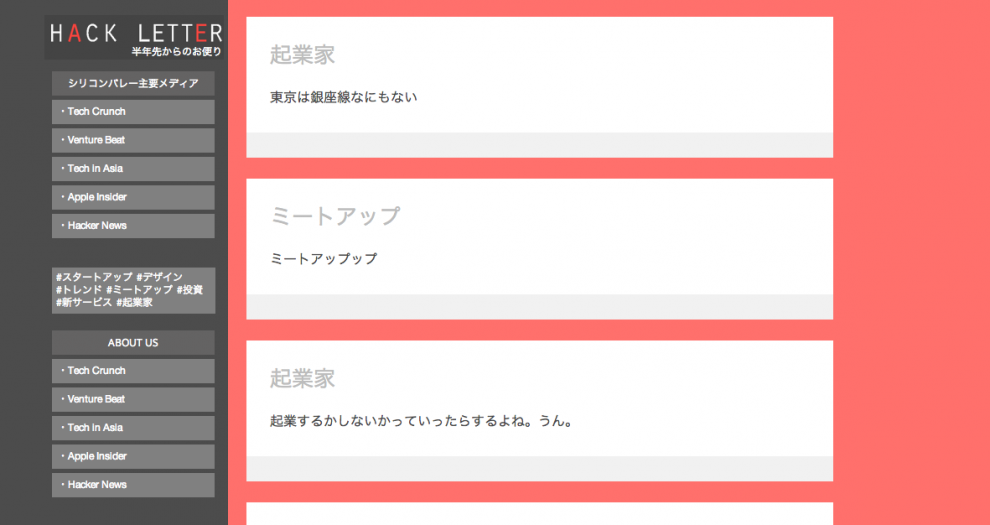 HACK LETTER
半年先からのお便り
シリコンバレー主要メディア
・Tech Crunch
・Venture Beat
・Tech in Asia
・Apple Insider
・Hacker News
#スタートアップ #デザイン
#トレンド #ミートアップ #投資
#新サービス #起業家
ABOUT US
・Tech Crunch
・Venture Beat
・Tech in Asia
・Apple Insider
・Hacker News
起業家
東京は銀座線なにもない
ミートアップ
ミートアップップ
起業家
起業するかしないかっていったらするよね。うん。